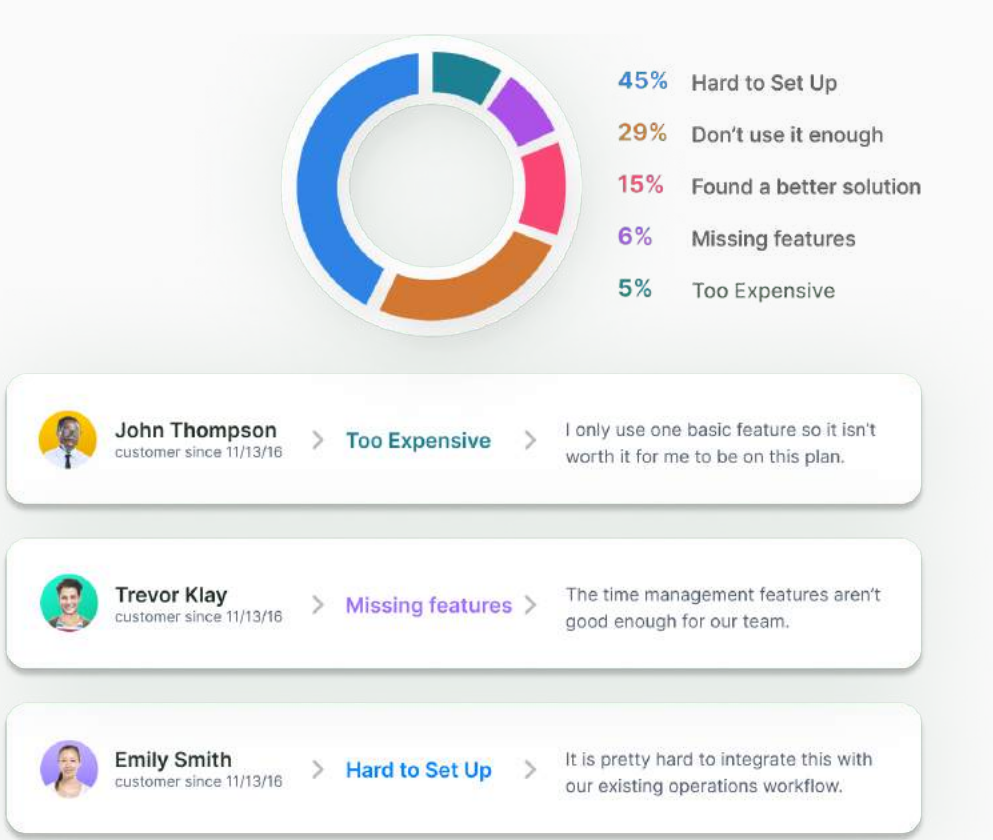 45% Hard to Set Up
29% Don't use it enough
15% Found a better solution
6% Missing features
5% Too Expensive
John Thompson
customer since 11/13/16
Too Expensive
I only use one basic feature so it isn't
worth it for me to be on this plan.
Trevor Klay
customer since 11/13/16
Missing features
The time management features aren't
good enough for our team.
Emily Smith
customer since 11/13/16
Hard to Set Up
It is pretty hard to integrate this with
our existing operations workflow.